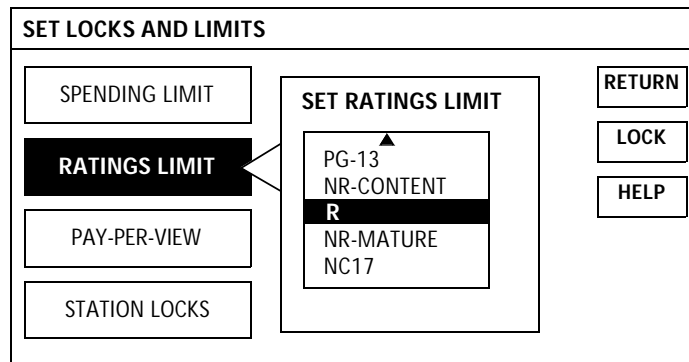 SET LOCKS AND LIMITS
SPENDING LIMIT
RATINGS LIMIT
PAY-PER-VIEW
STATION LOCKS
SET RATINGS LIMIT
PG-13
NR-CONTENT
R
NR-MATURE
NC17
RETURN
LOCK
HELP